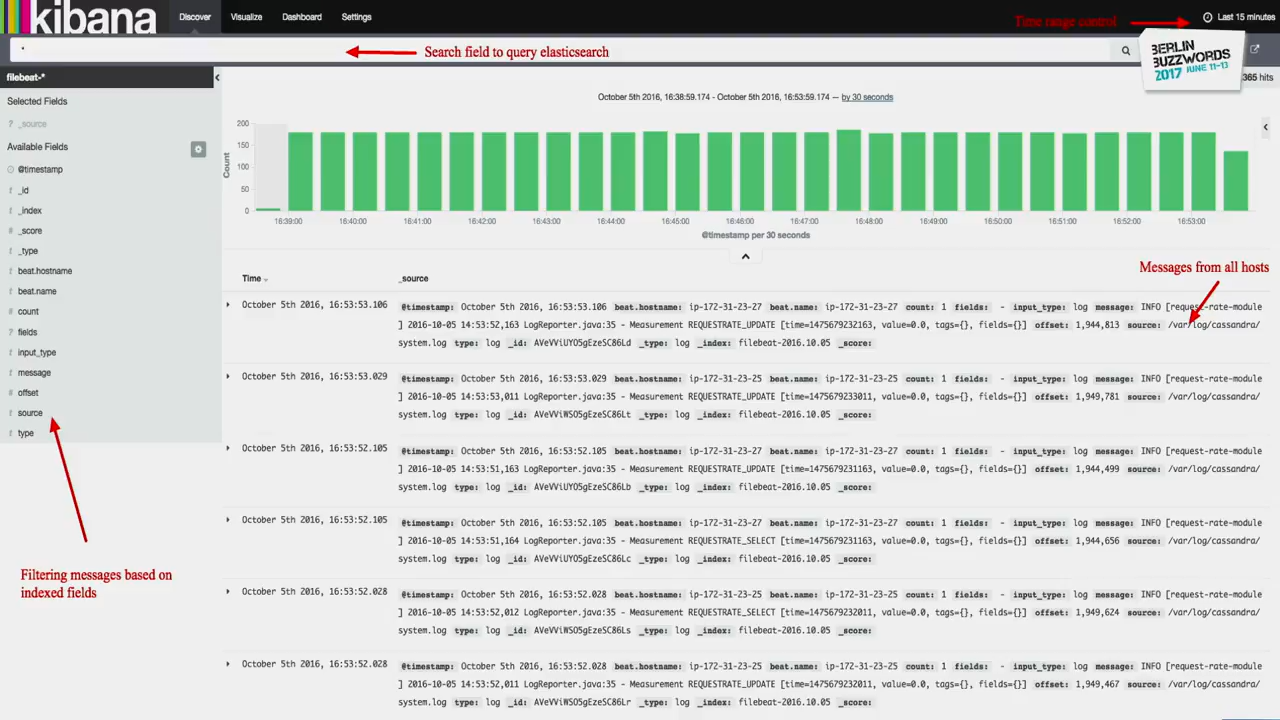 kibana Discover Visualize Dashboard Settings Time range control Last 15 minutes
* Search field to query elasticsearch
BERLIN
BUZZWORDS
2017 JUNE 11-13
filebeat-* 365 hits
Selected Fields
? _source
Available Fields
@timestamp
t _id
t _index
# _score
t _type
t beat.hostname
t beat.name
# count
? fields
t input_type
t message
# offset
t source
t type
Filtering messages based on
indexed fields
October 5th 2016, 16:38:59.174 - October 5th 2016, 16:53:59.174 — by 30 seconds
Count
200
150
100
50
0
16:39:00 16:40:00 16:41:00 16:42:00 16:43:00 16:44:00 16:45:00 16:46:00 16:47:00 16:48:00 16:49:00 16:50:00 16:51:00 16:52:00 16:53:00
@timestamp per 30 seconds
Messages from all hosts
Time _source
October 5th 2016, 16:53:53.106 @timestamp: October 5th 2016, 16:53:53.106 beat.hostname: ip-172-31-23-27 beat.name: ip-172-31-23-27 count: 1 fields: - input_type: log message: INFO [request-rate-module
] 2016-10-05 14:53:52,163 LogReporter.java:35 - Measurement REQUESTRATE_UPDATE [time=1475679232163, value=0.0, tags={}, fields={}] offset: 1,944,813 source: /var/log/cassandra/
system.log type: log _id: AVeVViUYO5gEzeSC86Ld _type: log _index: filebeat-2016.10.05 _score:
October 5th 2016, 16:53:53.029 @timestamp: October 5th 2016, 16:53:53.029 beat.hostname: ip-172-31-23-25 beat.name: ip-172-31-23-25 count: 1 fields: - input_type: log message: INFO [request-rate-module
] 2016-10-05 14:53:53,011 LogReporter.java:35 - Measurement REQUESTRATE_UPDATE [time=1475679233011, value=0.0, tags={}, fields={}] offset: 1,949,781 source: /var/log/cassandra/
system.log type: log _id: AVeVViWSO5gEzeSC86Lt _type: log _index: filebeat-2016.10.05 _score:
October 5th 2016, 16:53:52.105 @timestamp: October 5th 2016, 16:53:52.105 beat.hostname: ip-172-31-23-27 beat.name: ip-172-31-23-27 count: 1 fields: - input_type: log message: INFO [request-rate-module
] 2016-10-05 14:53:51,163 LogReporter.java:35 - Measurement REQUESTRATE_UPDATE [time=1475679231163, value=0.0, tags={}, fields={}] offset: 1,944,499 source: /var/log/cassandra/
system.log type: log _id: AVeVViUYO5gEzeSC86Lb _type: log _index: filebeat-2016.10.05 _score:
October 5th 2016, 16:53:52.105 @timestamp: October 5th 2016, 16:53:52.105 beat.hostname: ip-172-31-23-27 beat.name: ip-172-31-23-27 count: 1 fields: - input_type: log message: INFO [request-rate-module
] 2016-10-05 14:53:51,164 LogReporter.java:35 - Measurement REQUESTRATE_SELECT [time=1475679231163, value=0.0, tags={}, fields={}] offset: 1,944,656 source: /var/log/cassandra/
system.log type: log _id: AVeVViUYO5gEzeSC86Lc _type: log _index: filebeat-2016.10.05 _score:
October 5th 2016, 16:53:52.028 @timestamp: October 5th 2016, 16:53:52.028 beat.hostname: ip-172-31-23-25 beat.name: ip-172-31-23-25 count: 1 fields: - input_type: log message: INFO [request-rate-module
] 2016-10-05 14:53:52,012 LogReporter.java:35 - Measurement REQUESTRATE_SELECT [time=1475679232011, value=0.0, tags={}, fields={}] offset: 1,949,624 source: /var/log/cassandra/
system.log type: log _id: AVeVViWSO5gEzeSC86Ls _type: log _index: filebeat-2016.10.05 _score:
October 5th 2016, 16:53:52.028 @timestamp: October 5th 2016, 16:53:52.028 beat.hostname: ip-172-31-23-25 beat.name: ip-172-31-23-25 count: 1 fields: - input_type: log message: INFO [request-rate-module
] 2016-10-05 14:53:52,011 LogReporter.java:35 - Measurement REQUESTRATE_UPDATE [time=1475679232011, value=0.0, tags={}, fields={}] offset: 1,949,467 source: /var/log/cassandra/
system.log type: log _id: AVeVViWSO5gEzeSC86Lr _type: log _index: filebeat-2016.10.05 _score: